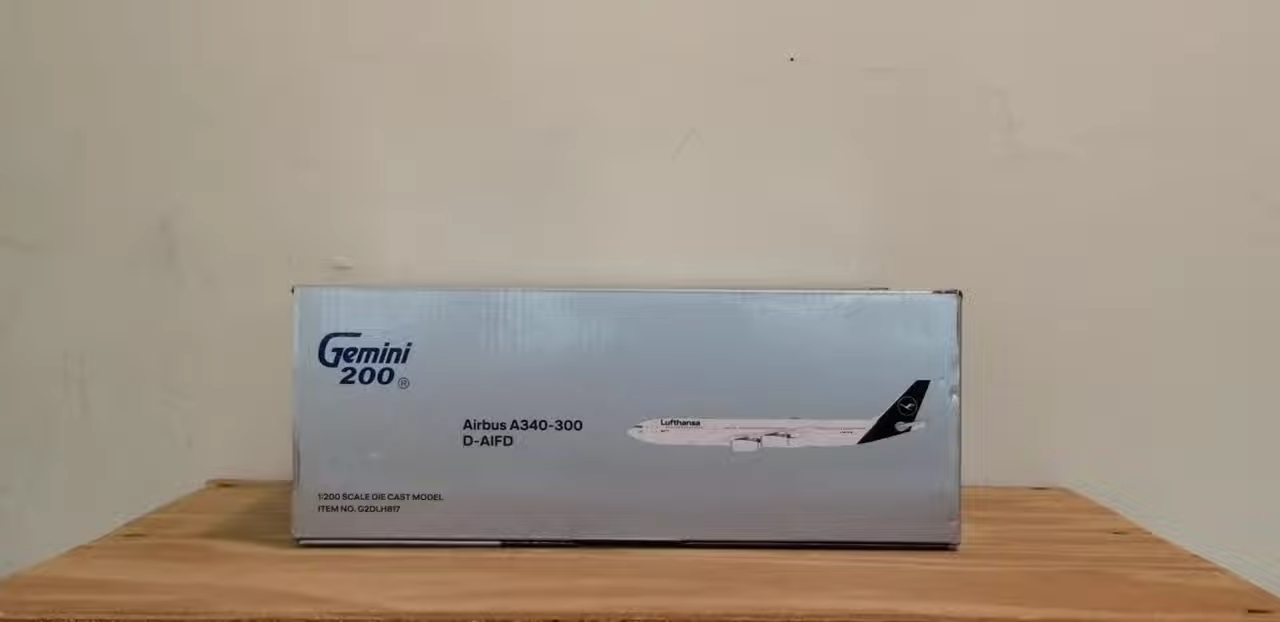 Gemini
200®
Airbus A340-300
D-AIFD
Lufthansa
1:200 SCALE DIE CAST MODEL
ITEM NO. G2DLH817